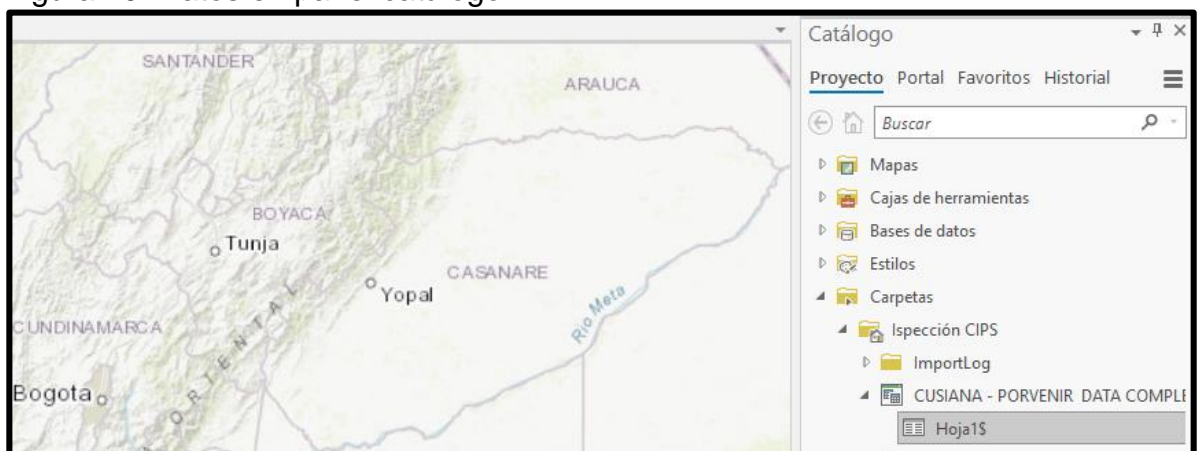 SANTANDER
ARAUCA
BOYACA
Tunja
CASANARE
Yopal
Rio Meta
CUNDINAMARCA
ORIENTAL
Bogota
Catálogo
Proyecto Portal Favoritos Historial
Buscar
Mapas
Cajas de herramientas
Bases de datos
Estilos
Carpetas
Ispección CIPS
ImportLog
CUSIANA - PORVENIR DATA COMPLE
Hoja1$